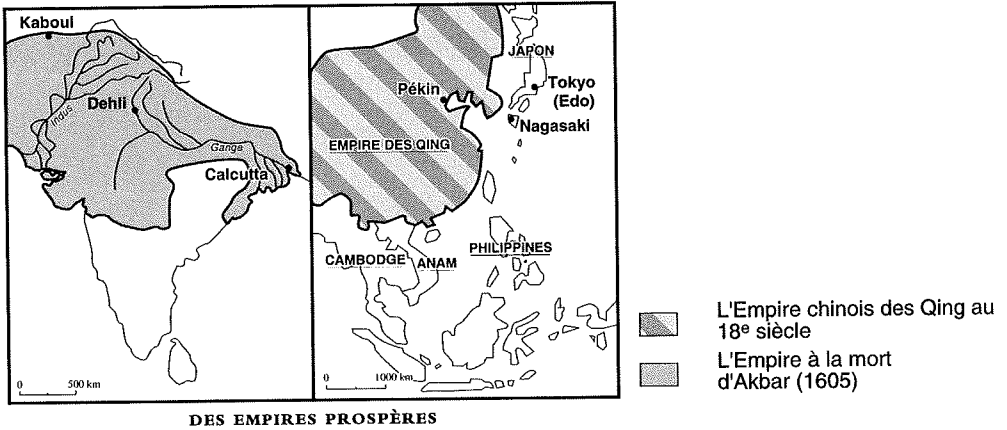 Kaboul
Indus
Dehli
Ganga
Calcutta
0 500 km
JAPON
Pékin
Tokyo
(Edo)
Nagasaki
EMPIRE DES QING
CAMBODGE
ANAM
PHILIPPINES
0 1000 km
L'Empire chinois des Qing au
18e siècle
L'Empire à la mort
d'Akbar (1605)
DES EMPIRES PROSPÈRES